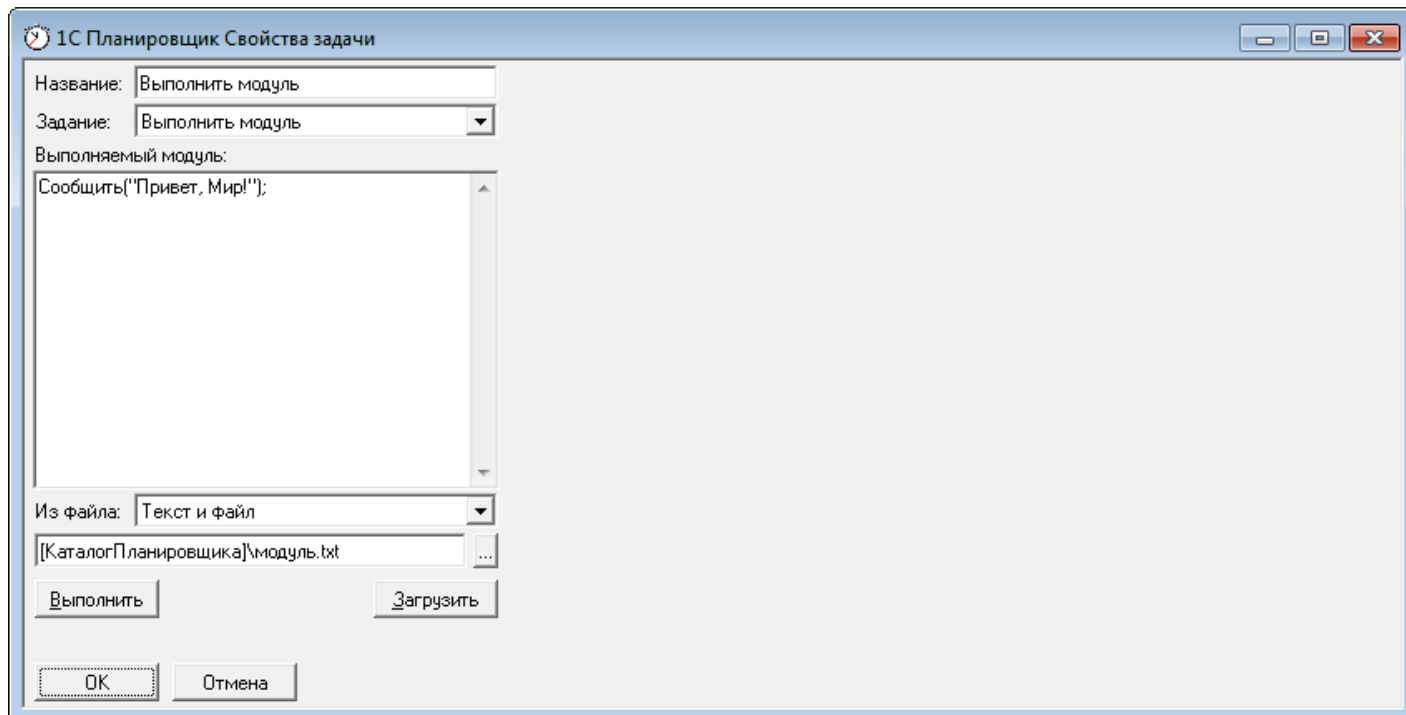 1С Планировщик Свойства задачи
Название: Выполнить модуль
Задание: Выполнить модуль
Выполняемый модуль:
Сообщить("Привет, Мир!");
Из файла: Текст и файл
[КаталогПланировщика]\модуль.txt
...
Выполнить Загрузить
OK Отмена